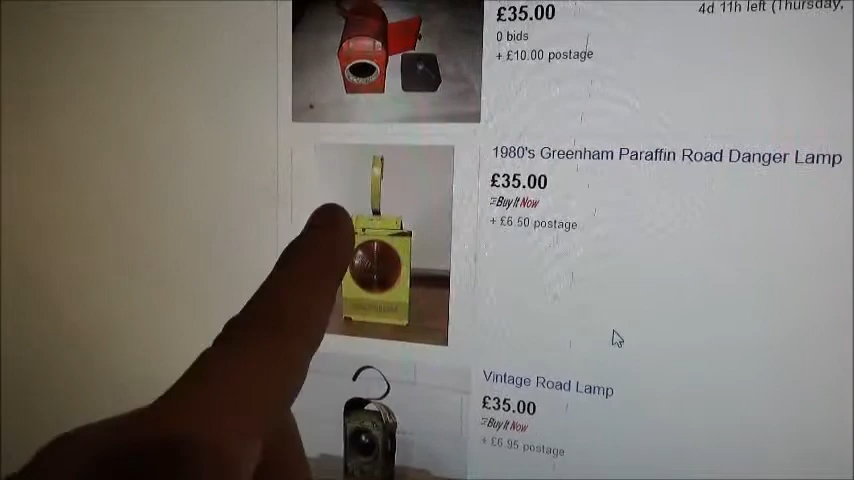 £35.00
4d 11h left (Thursday,
0 bids
+ £10.00 postage
1980's Greenham Paraffin Road Danger Lamp
£35.00
Buy It Now
+ £6.50 postage
Vintage Road Lamp
£35.00
Buy It Now
+ £6.95 postage